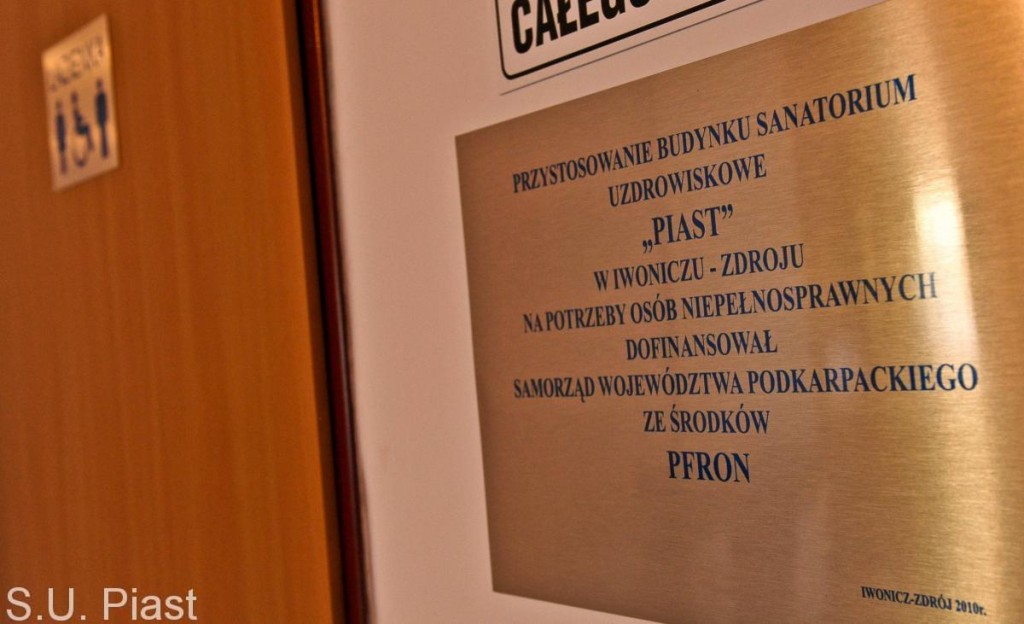 CAŁEGO
PRZYSTOSOWANIE BUDYNKU SANATORIUM
UZDROWISKOWE
„PIAST”
W IWONICZU - ZDROJU
NA POTRZEBY OSÓB NIEPEŁNOSPRAWNYCH
DOFINANSOWAŁ
SAMORZĄD WOJEWÓDZTWA PODKARPACKIEGO
ZE ŚRODKÓW
PFRON
IWONICZ-ZDRÓJ 2010r.
S.U. Piast